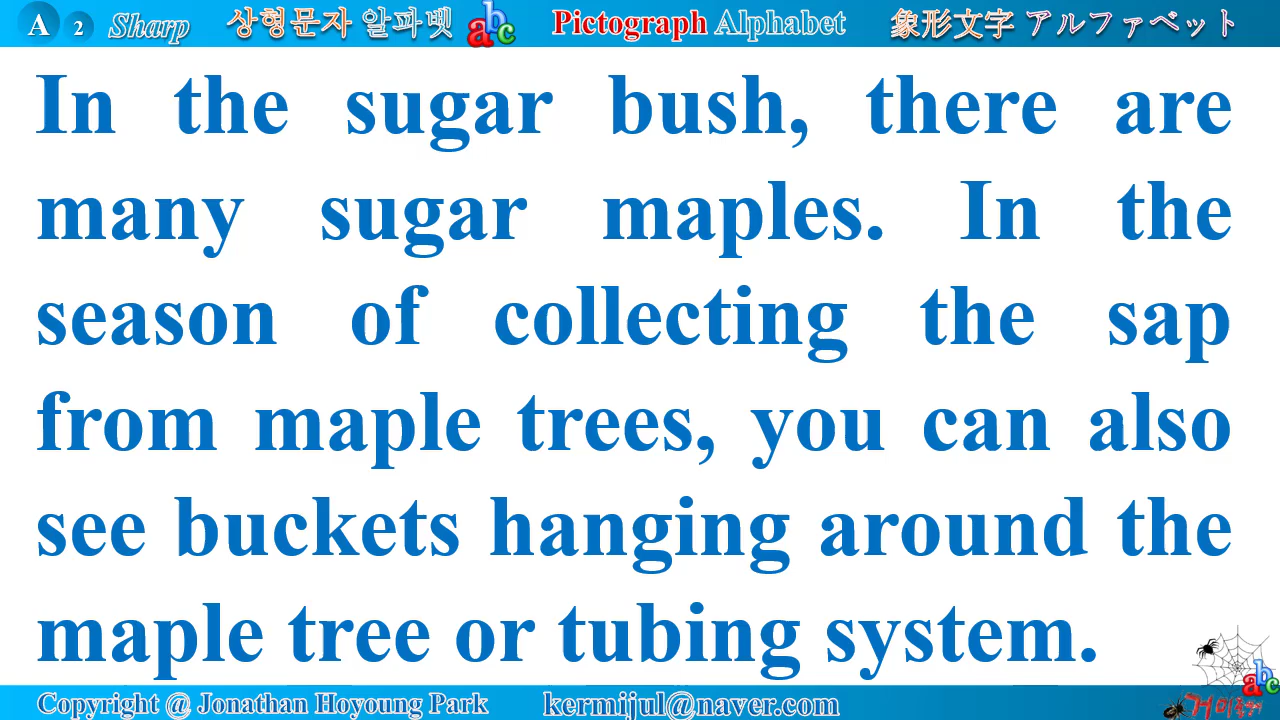 A 2 Sharp 상형문자 알파벳 abc Pictograph Alphabet 象形文字 アルファベット
In the sugar bush, there are
many sugar maples. In the
season of collecting the sap
from maple trees, you can also
see buckets hanging around the
maple tree or tubing system.
abc
Copyright @ Jonathan Hoyoung Park kermijul@naver.com